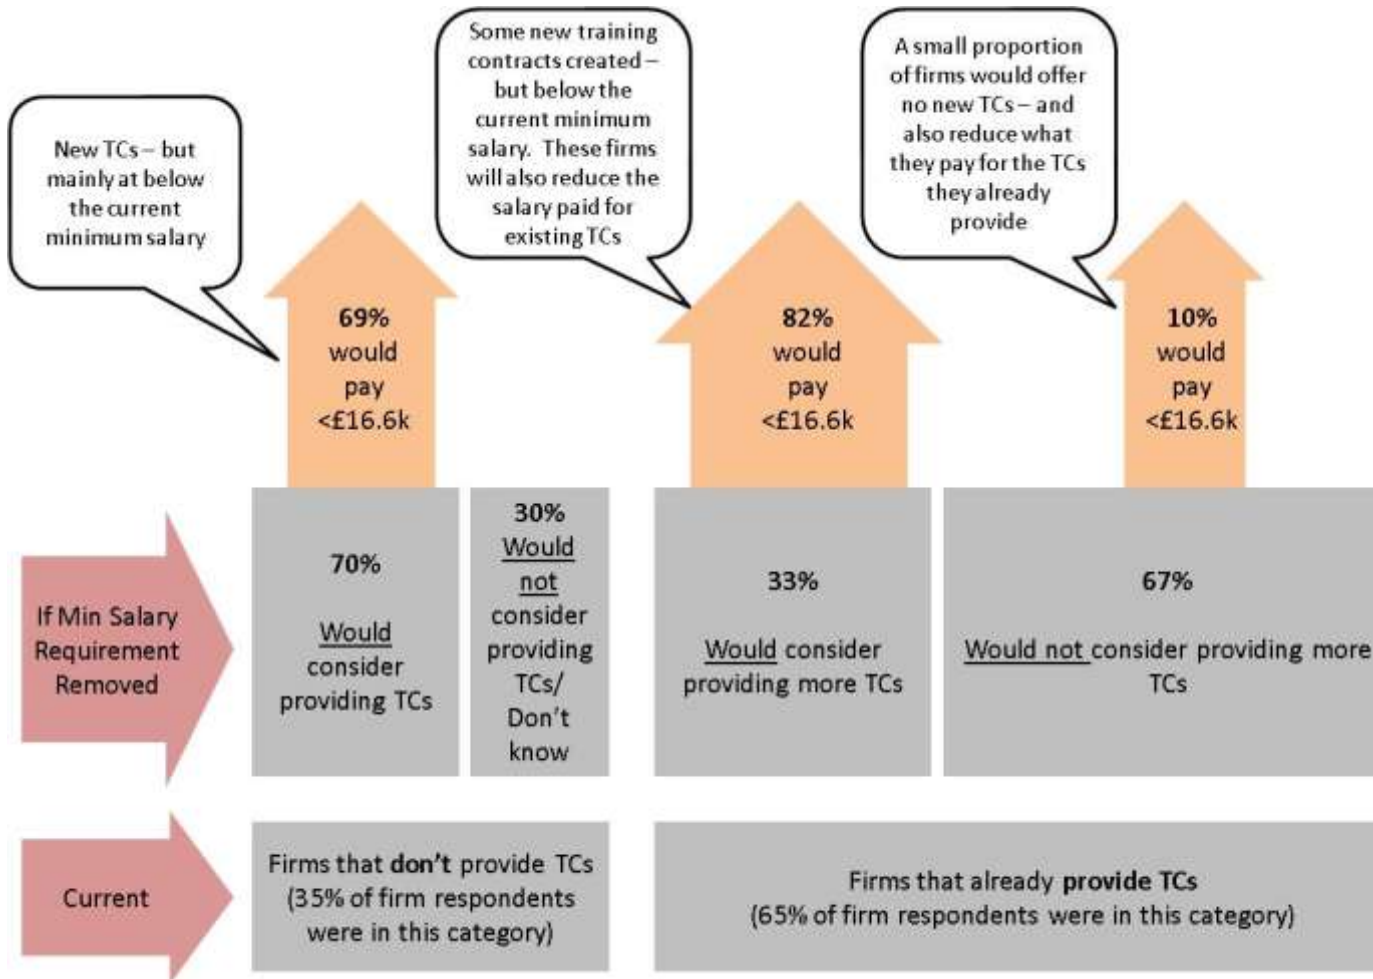 New TCs – but
mainly at below
the current
minimum salary
Some new training
contracts created –
but below the
current minimum
salary. These firms
will also reduce the
salary paid for
existing TCs
A small proportion
of firms would offer
no new TCs – and
also reduce what
they pay for the TCs
they already
provide
69%
would
pay
<£16.6k
82%
would
pay
<£16.6k
10%
would
pay
<£16.6k
If Min Salary
Requirement
Removed
70%
Would
consider
providing TCs
30%
Would
not
consider
providing
TCs/
Don't
know
33%
Would consider
providing more TCs
67%
Would not consider providing more
TCs
Current
Firms that don't provide TCs
(35% of firm respondents
were in this category)
Firms that already provide TCs
(65% of firm respondents were in this category)